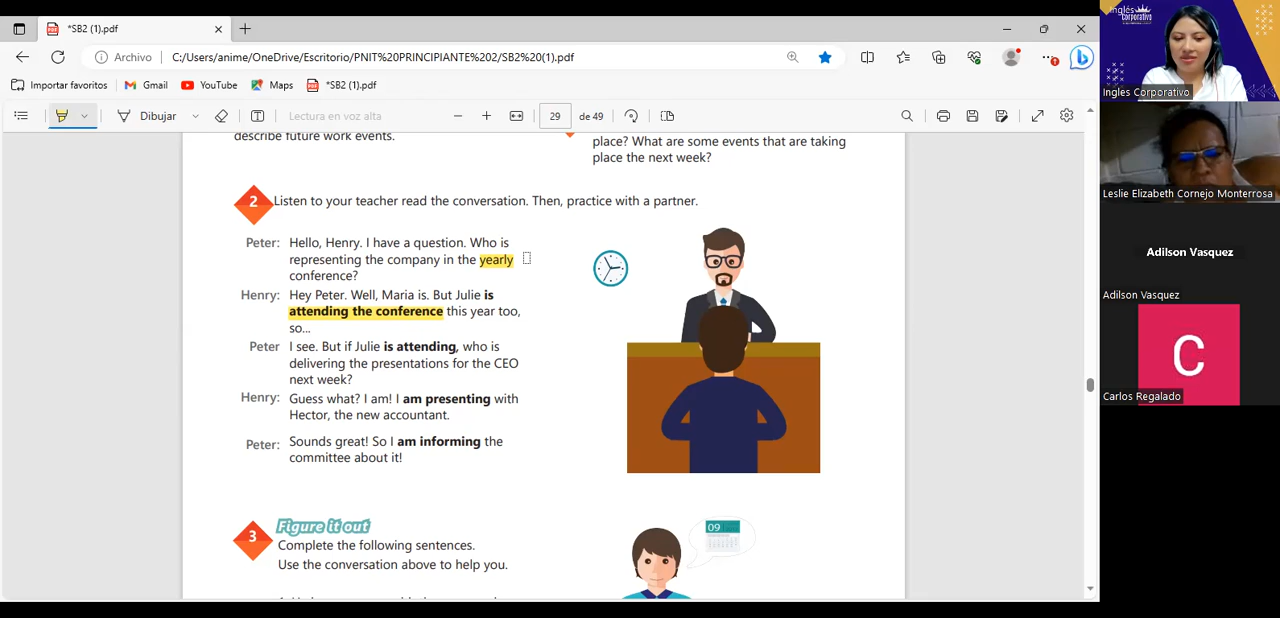 *SB2 (1).pdf
Archivo
C:/Users/anime/OneDrive/Escritorio/PNIT%20PRINCIPIANTE%202/SB2%20(1).pdf
Importar favoritos
Gmail
YouTube
Maps
*SB2 (1).pdf
Dibujar
Lectura en voz alta
29
de 49
describe future work events.
place? What are some events that are taking
place the next week?
2
Listen to your teacher read the conversation. Then, practice with a partner.
Peter: Hello, Henry. I have a question. Who is
representing the company in the yearly
conference?
Henry: Hey Peter. Well, Maria is. But Julie is
attending the conference this year too,
so...
Peter I see. But if Julie is attending, who is
delivering the presentations for the CEO
next week?
Henry: Guess what? I am! I am presenting with
Hector, the new accountant.
Peter: Sounds great! So I am informing the
committee about it!
3
Figure it out
Complete the following sentences.
Use the conversation above to help you.
09
Inglés
Corporativo
Ingles Corporativo
Leslie Elizabeth Cornejo Monterrosa
Adilson Vasquez
Adilson Vasquez
C
Carlos Regalado